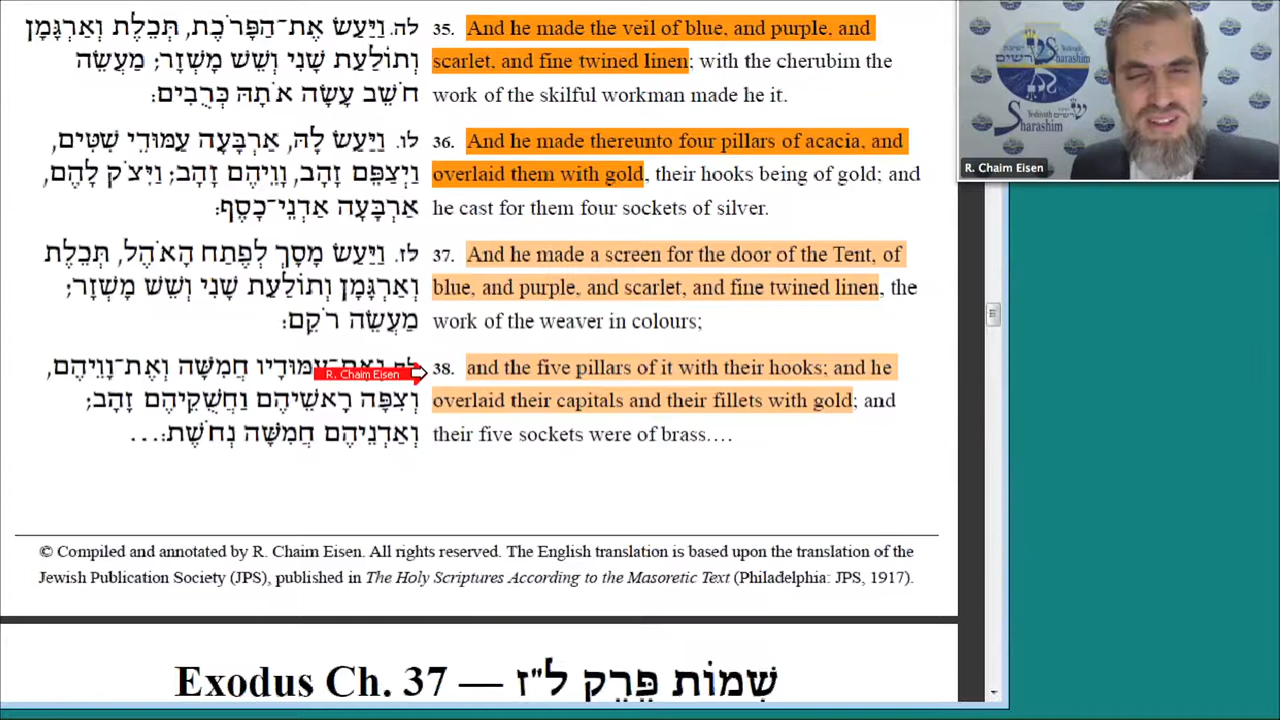 לה. וַיַּעַשׂ אֶת־הַפָּרֹכֶת, תְּכֵלֶת וְאַרְגָּמָן
וְתוֹלַעַת שָׁנִי וְשֵׁשׁ מָשְׁזָר; מַעֲשֵׂה
חֹשֵׁב עָשָׂה אֹתָהּ כְּרֻבִים:
35. And he made the veil of blue, and purple, and
scarlet, and fine twined linen; with the cherubim the
work of the skilful workman made he it.
לו. וַיַּעַשׂ לָהּ, אַרְבָּעָה עַמּוּדֵי שִׁטִּים,
וַיְצַפֵּם זָהָב, וָוֵיהֶם זָהָב; וַיִּצֹק לָהֶם,
אַרְבָּעָה אַדְנֵי־כָסֶף:
36. And he made thereunto four pillars of acacia, and
overlaid them with gold, their hooks being of gold; and
he cast for them four sockets of silver.
לז. וַיַּעַשׂ מָסָךְ לְפֶתַח הָאֹהֶל, תְּכֵלֶת
וְאַרְגָּמָן וְתוֹלַעַת שָׁנִי וְשֵׁשׁ מָשְׁזָר;
מַעֲשֵׂה רֹקֵם:
37. And he made a screen for the door of the Tent, of
blue, and purple, and scarlet, and fine twined linen, the
work of the weaver in colours;
חֲמִשָּׁה וְאֶת־וָוֵיהֶם,
וְצִפָּה רָאשֵׁיהֶם וַחֲשֻׁקֵיהֶם זָהָב;
וְאַדְנֵיהֶם חֲמִשָּׁה נְחֹשֶׁת:...
R. Chaim Eisen
38. and the five pillars of it with their hooks; and he
overlaid their capitals and their fillets with gold; and
their five sockets were of brass....
© Compiled and annotated by R. Chaim Eisen. All rights reserved. The English translation is based upon the translation of the
Jewish Publication Society (JPS), published in The Holy Scriptures According to the Masoretic Text (Philadelphia: JPS, 1917).
Exodus Ch. 37 — שְׁמוֹת פֶּרֶק ל"ז
Yeshivath
Sharashim
R. Chaim Eisen